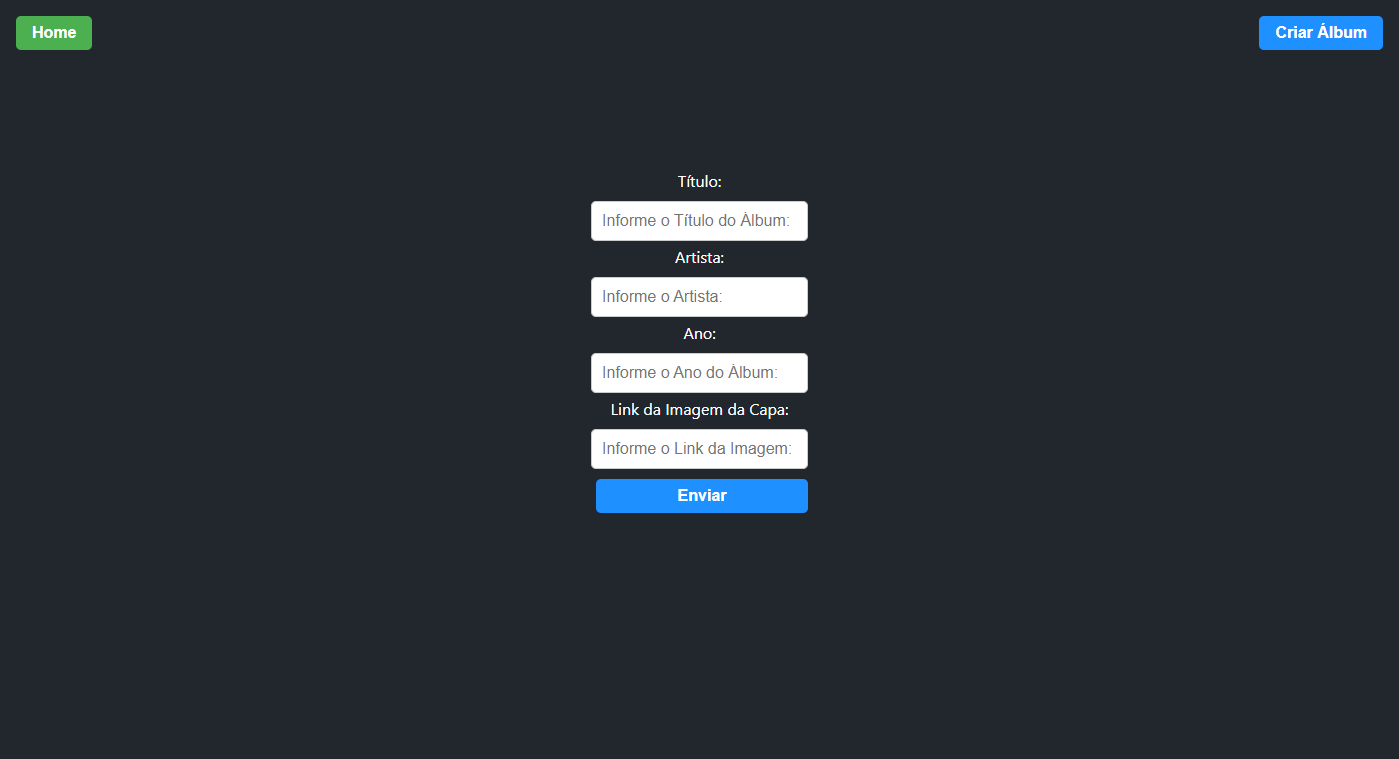 Home
Criar Álbum
Título:
Informe o Título do Álbum:
Artista:
Informe o Artista:
Ano:
Informe o Ano do Álbum:
Link da Imagem da Capa:
Informe o Link da Imagem:
Enviar